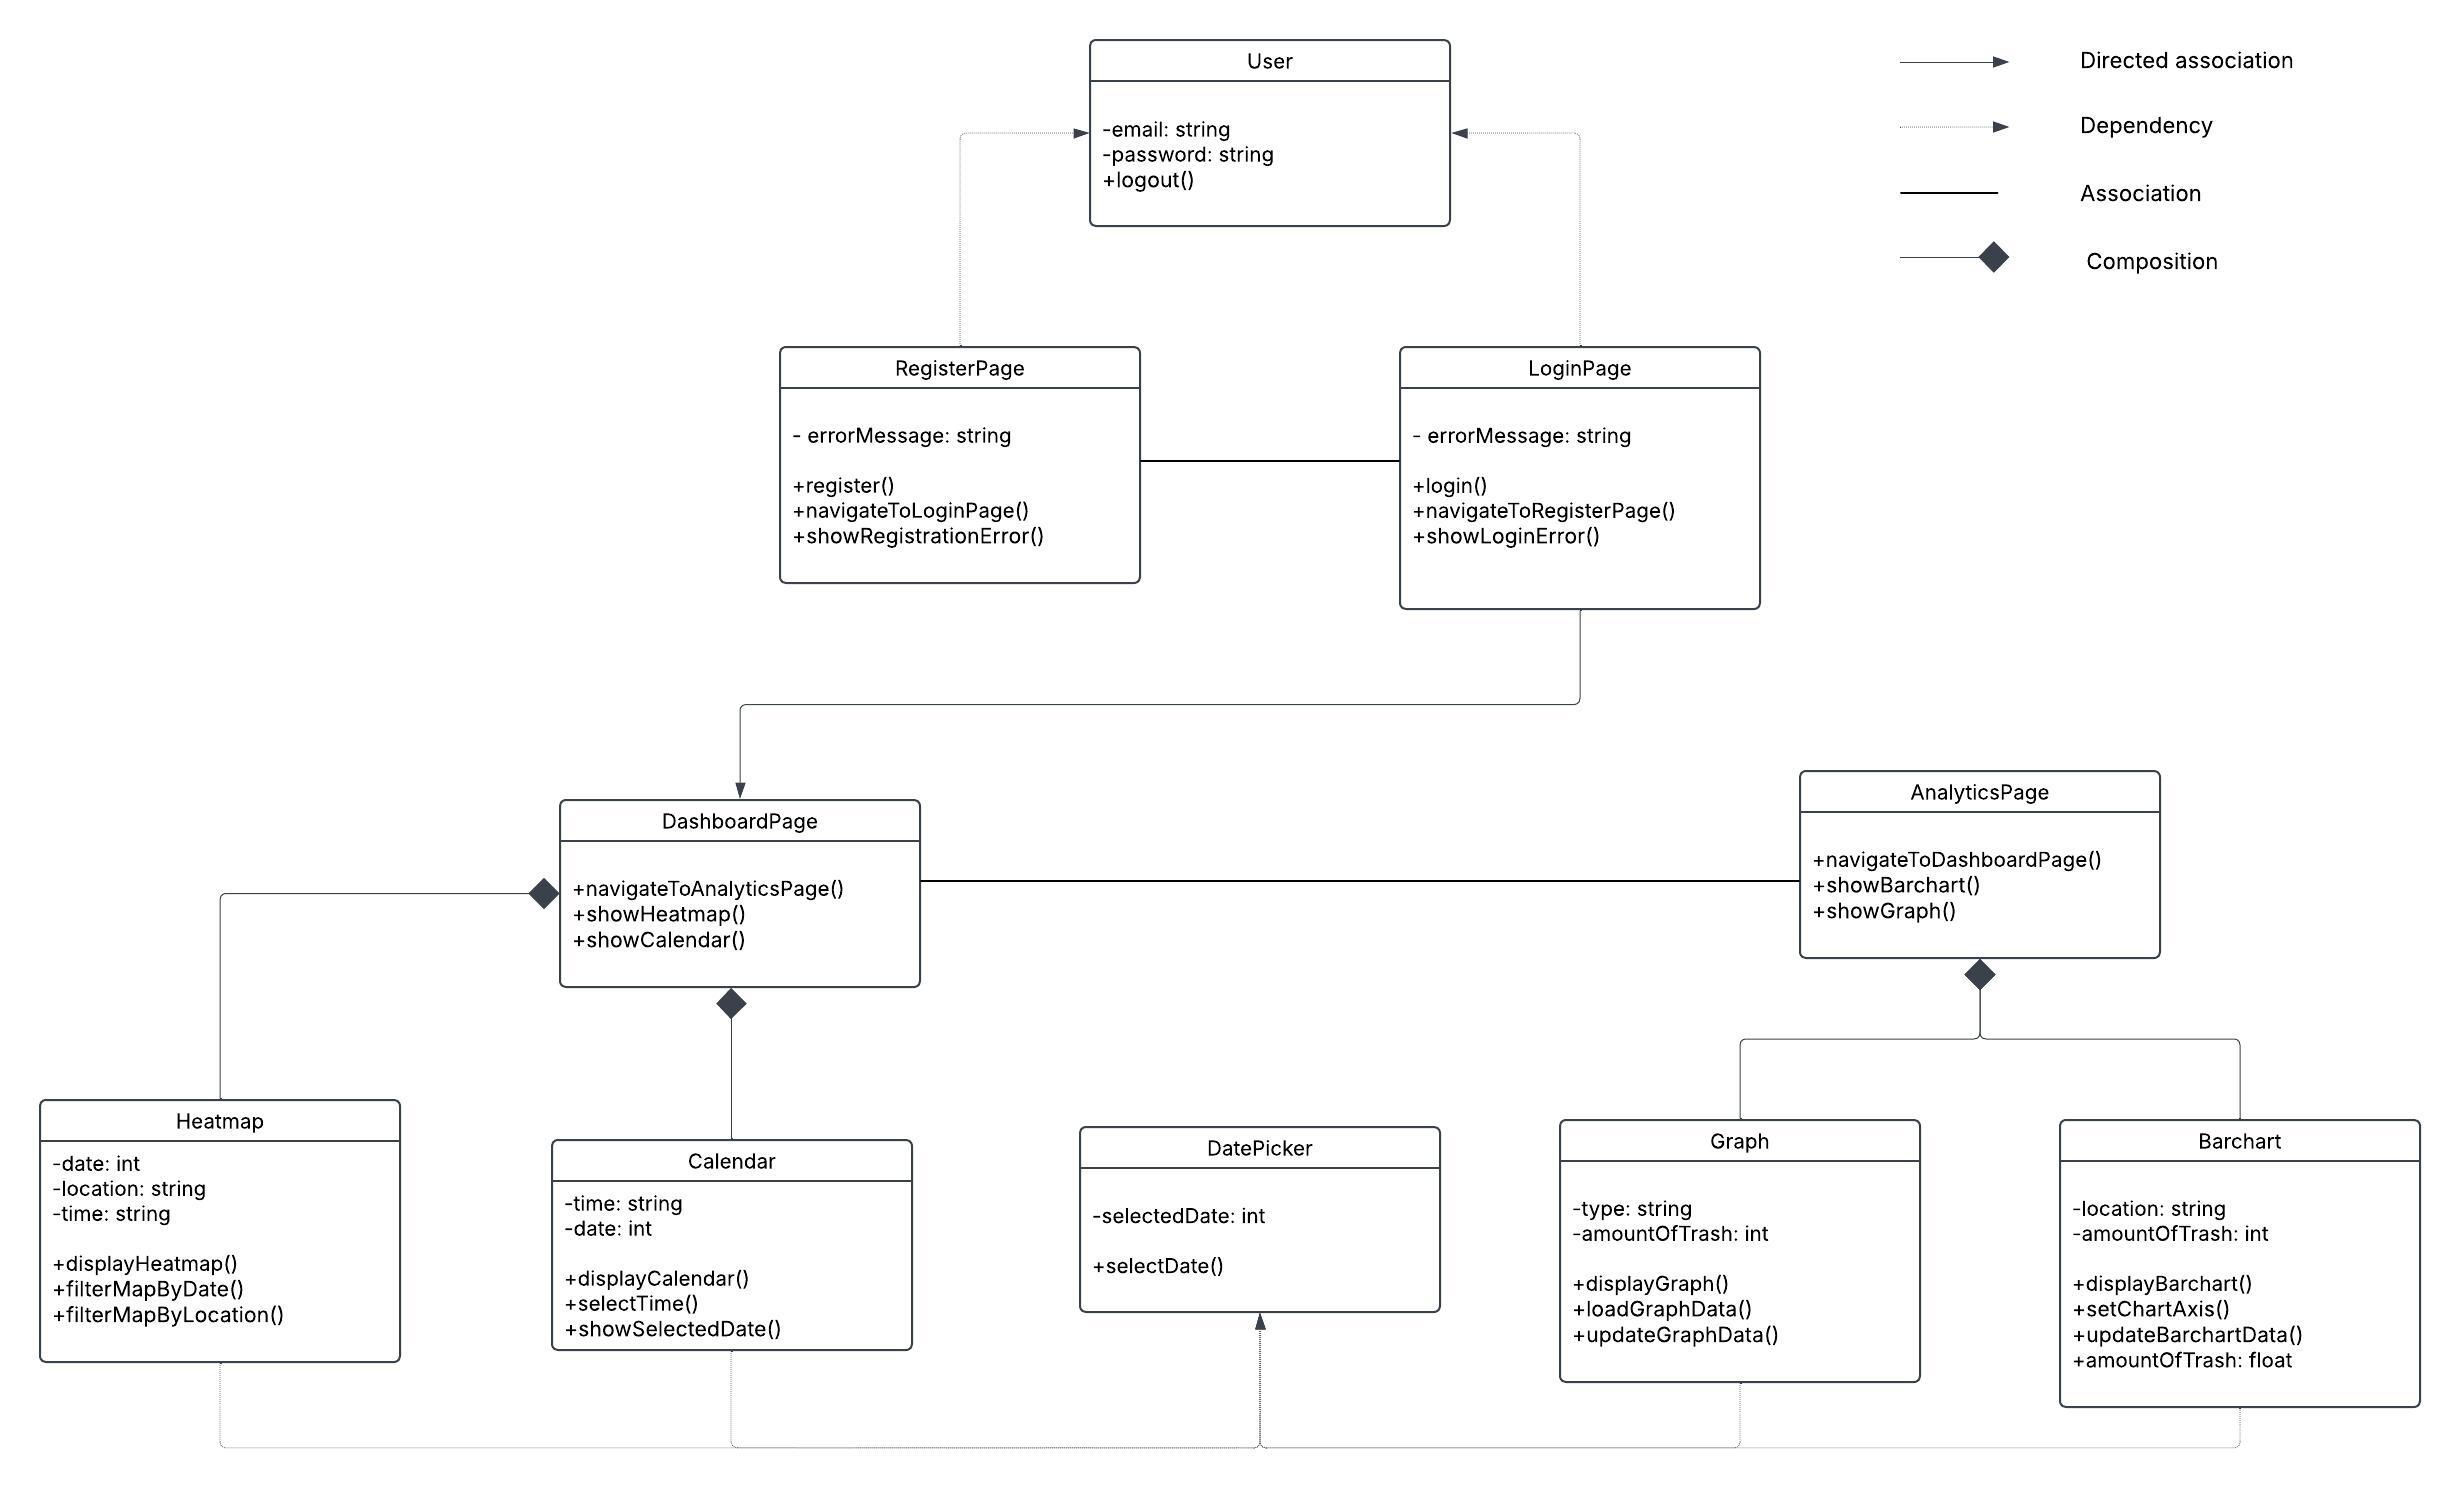 User
-email: string
-password: string
+logout()
Directed association
Dependency
Association
Composition
RegisterPage
- errorMessage: string
+register()
+navigateToLoginPage()
+showRegistrationError()
LoginPage
- errorMessage: string
+login()
+navigateToRegisterPage()
+showLoginError()
DashboardPage
+navigateToAnalyticsPage()
+showHeatmap()
+showCalendar()
AnalyticsPage
+navigateToDashboardPage()
+showBarchart()
+showGraph()
Heatmap
-date: int
-location: string
-time: string
+displayHeatmap()
+filterMapByDate()
+filterMapByLocation()
Calendar
-time: string
-date: int
+displayCalendar()
+selectTime()
+showSelectedDate()
DatePicker
-selectedDate: int
+selectDate()
Graph
-type: string
-amountOfTrash: int
+displayGraph()
+loadGraphData()
+updateGraphData()
Barchart
-location: string
-amountOfTrash: int
+displayBarchart()
+setChartAxis()
+updateBarchartData()
+amountOfTrash: float